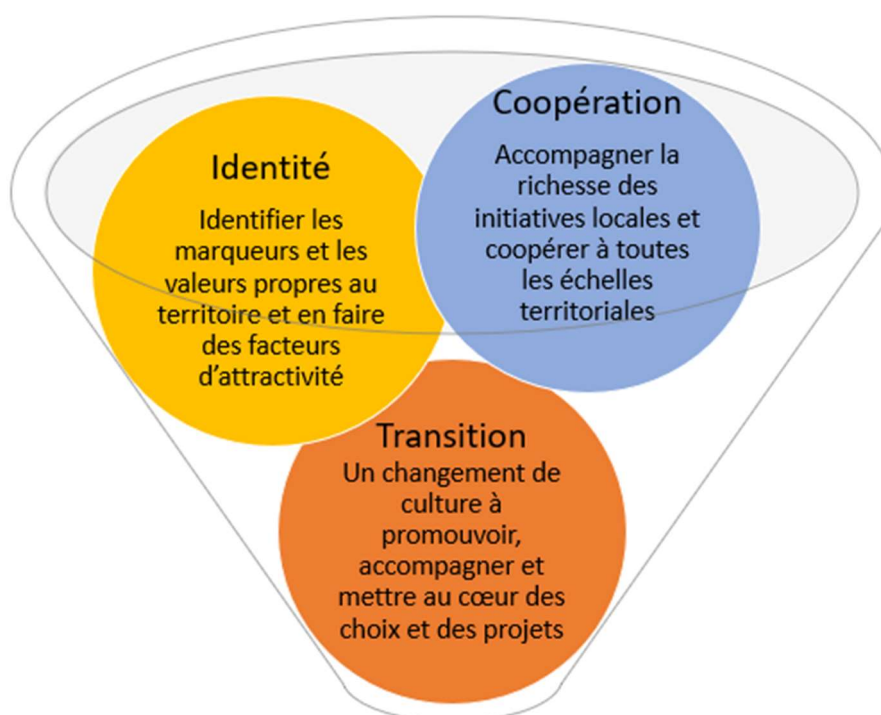 Identité
Identifier les
marqueurs et les
valeurs propres au
territoire et en faire
des facteurs
d’attractivité
Coopération
Accompagner la
richesse des
initiatives locales et
coopérer à toutes
les échelles
territoriales
Transition
Un changement de
culture à
promouvoir,
accompagner et
mettre au cœur des
choix et des projets